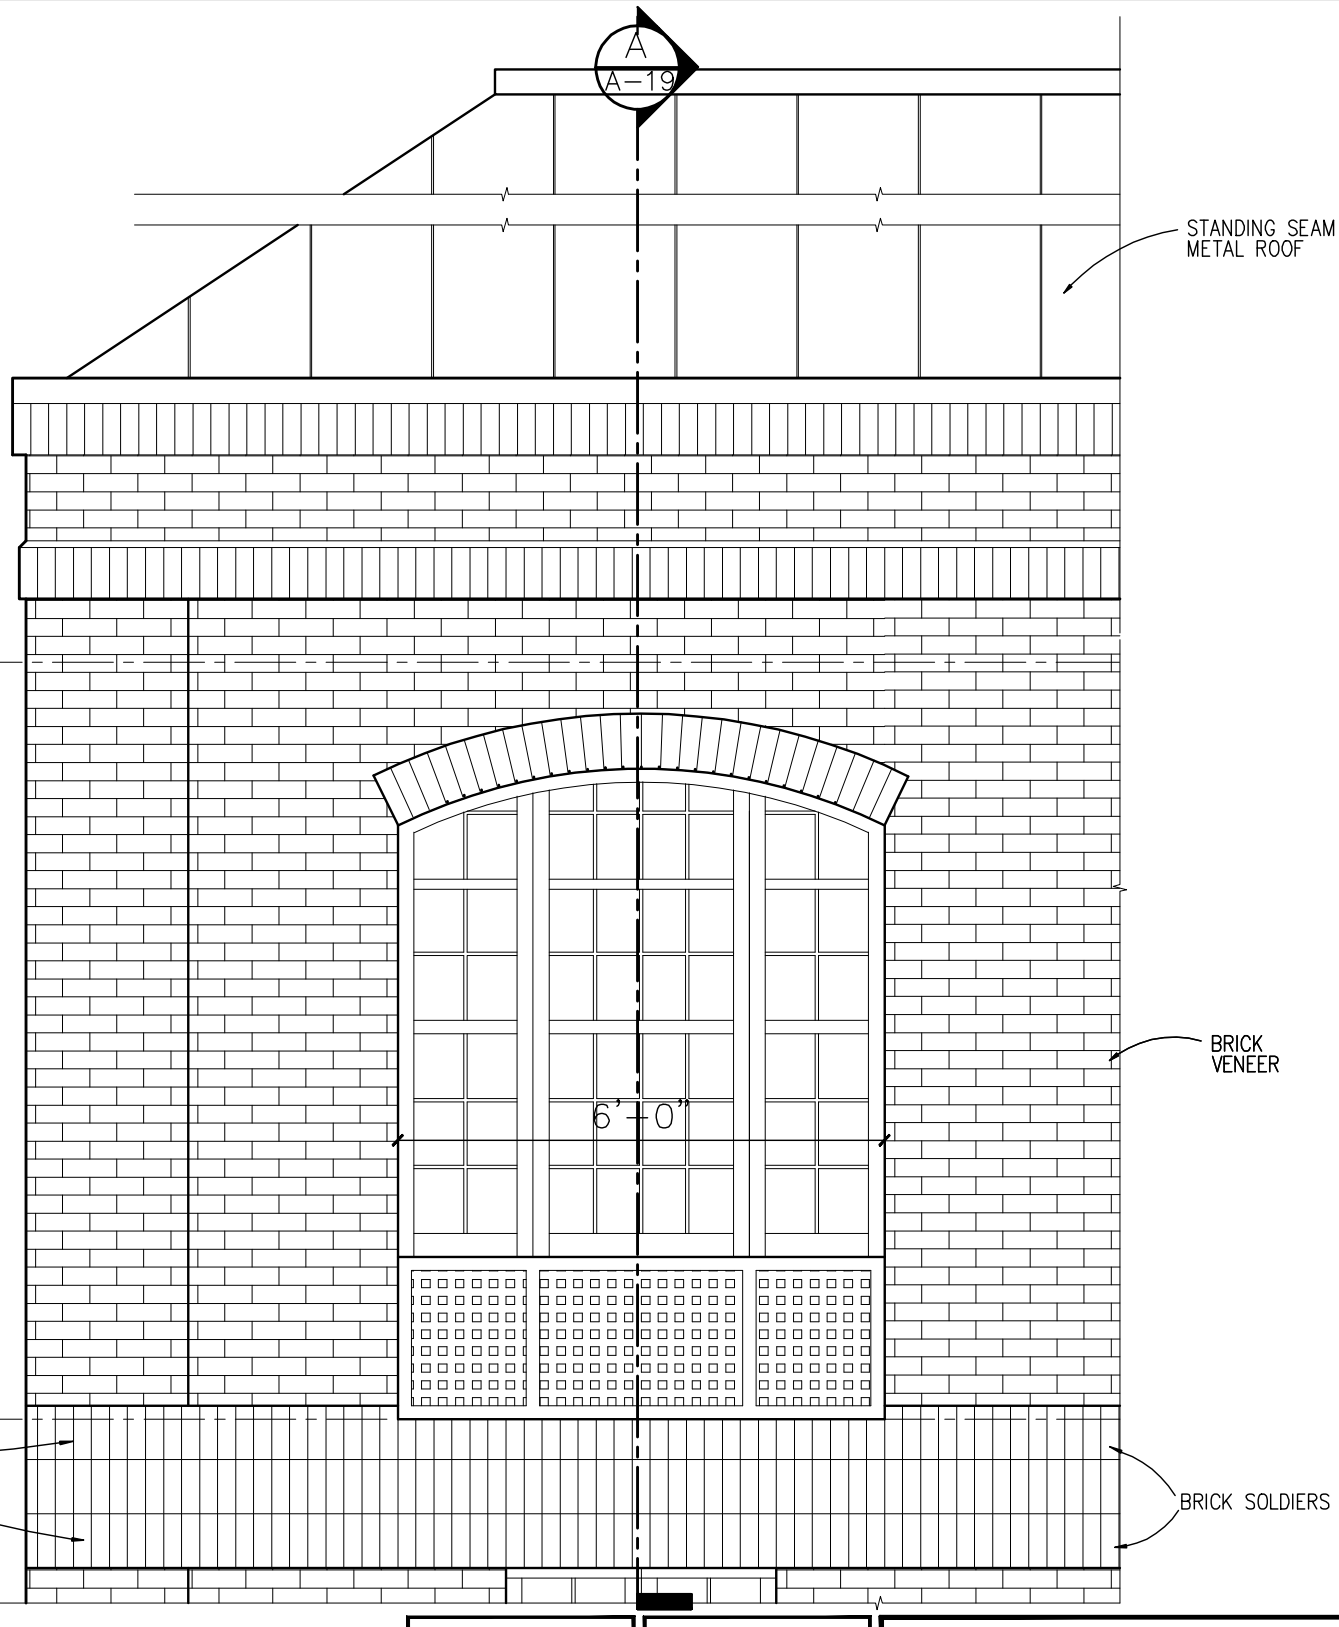 A
A-19
STANDING SEAM
METAL ROOF
BRICK
VENEER
6'-0"
BRICK SOLDIERS